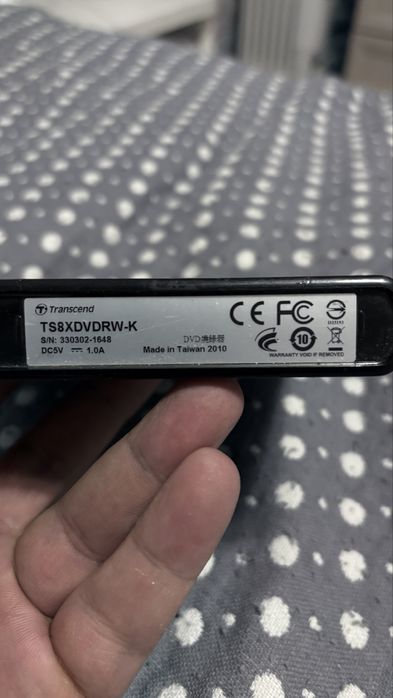 Transcend
TS8XDVDRW-K
S/N: 330302-1648
DC5V ⎓ 1.0A
DVD燒錄器
Made in Taiwan 2010
CE FC
10
WARRANTY VOID IF REMOVED